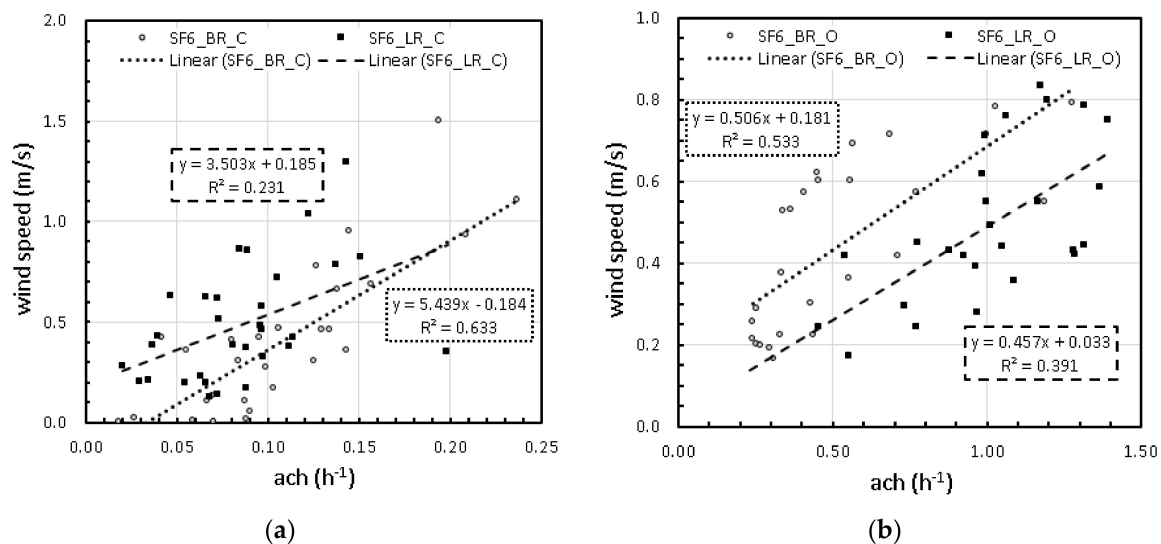 2.0
SF6_BR_C
SF6_LR_C
Linear (SF6_BR_C)
Linear (SF6_LR_C)
1.5
y = 3.503x + 0.185
R² = 0.231
1.0
wind speed (m/s)
y = 5.439x - 0.184
R² = 0.633
0.5
0.0
0.00 0.05 0.10 0.15 0.20 0.25
ach (h⁻¹)
(a)
1.0
SF6_BR_O
SF6_LR_O
Linear (SF6_BR_O)
Linear (SF6_LR_O)
0.8
y = 0.506x + 0.181
R² = 0.533
0.6
wind speed (m/s)
0.4
y = 0.457x + 0.033
R² = 0.391
0.2
0.0
0.00 0.50 1.00 1.50
ach (h⁻¹)
(b)